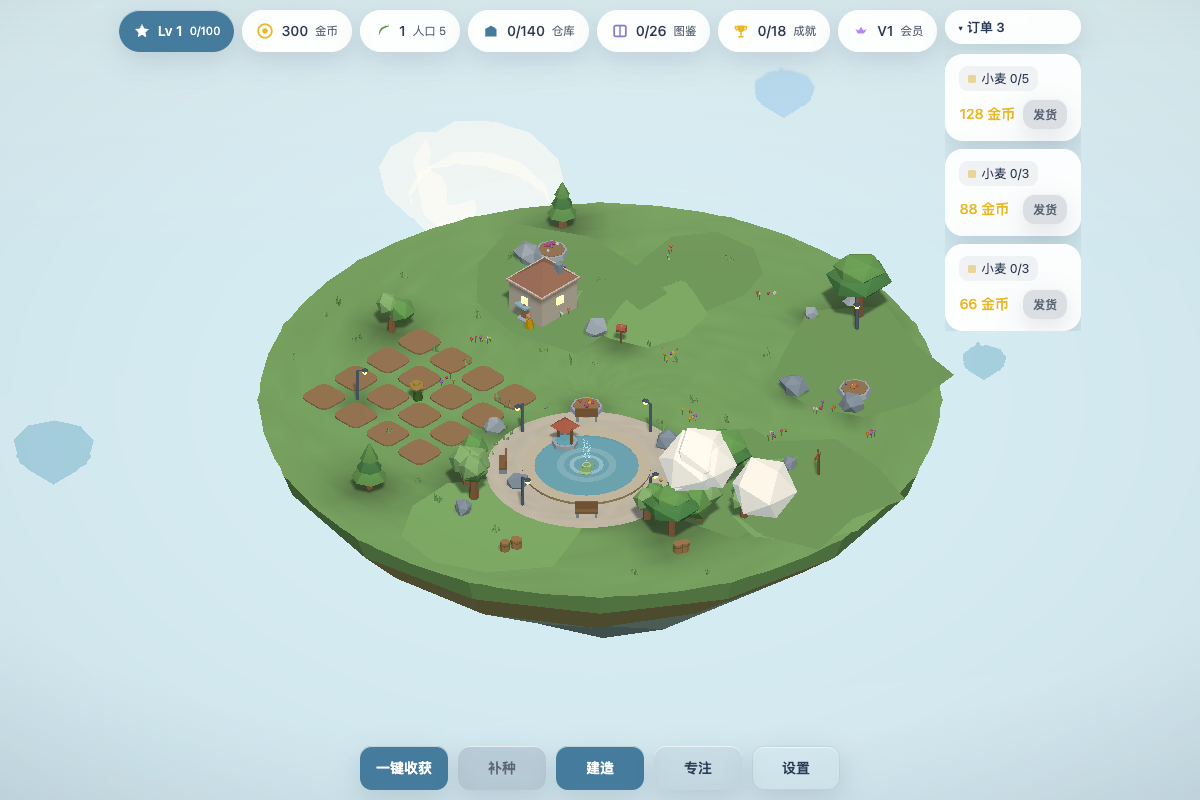 Lv 1 0/100
300 金币
1 人口 5
0/140 仓库
0/26 图鉴
0/18 成就
V1 会员
▾ 订单 3
小麦 0/5
128 金币 发货
小麦 0/3
88 金币 发货
小麦 0/3
66 金币 发货
一键收获 补种 建造 专注 设置